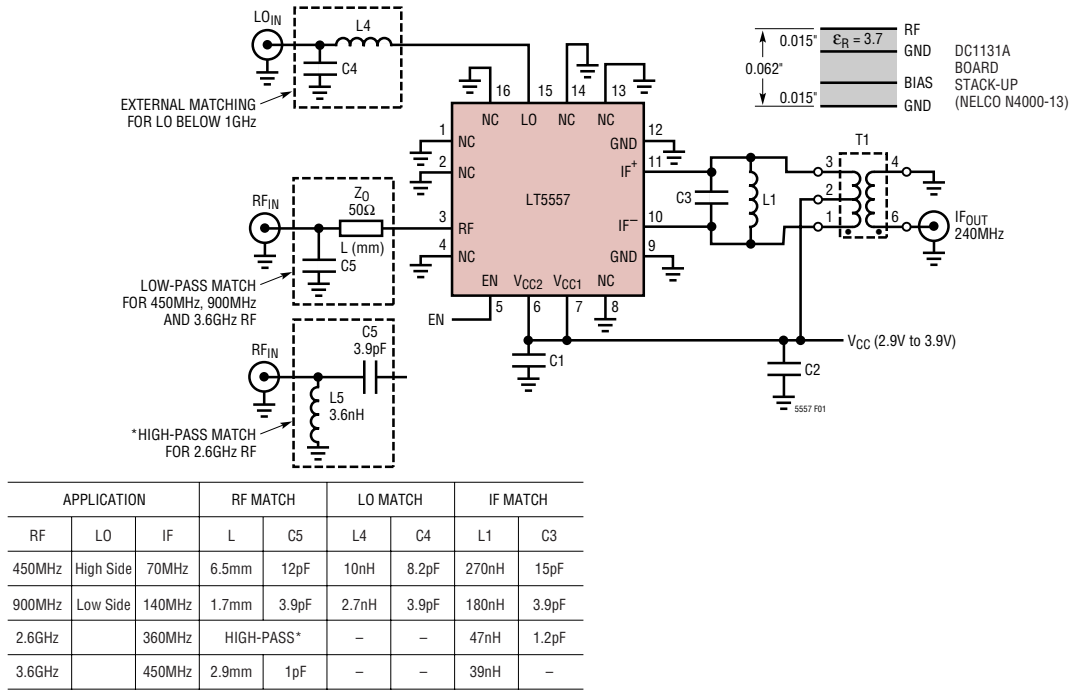 LO_IN
L4
C4
EXTERNAL MATCHING
FOR LO BELOW 1GHz
0.015"
εR = 3.7
RF
GND
0.062"
BIAS
0.015"
GND
DC1131A
BOARD
STACK-UP
(NELCO N4000-13)
16 15 14 13
NC LO NC NC
1 NC
2 NC
3 RF
4 NC
LT5557
GND 12
IF+ 11
IF− 10
GND 9
EN VCC2 VCC1 NC
5 6 7 8
RF_IN
Z_O
50Ω
L (mm)
C5
LOW-PASS MATCH
FOR 450MHz, 900MHz
AND 3.6GHz RF
EN
C3
L1
T1
3 4
2
1 6
IF_OUT
240MHz
RF_IN
C5
3.9pF
L5
3.6nH
*HIGH-PASS MATCH
FOR 2.6GHz RF
C1
C2
VCC (2.9V to 3.9V)
5557 F01
APPLICATION RF MATCH LO MATCH IF MATCH
RF LO IF L C5 L4 C4 L1 C3
450MHz High Side 70MHz 6.5mm 12pF 10nH 8.2pF 270nH 15pF
900MHz Low Side 140MHz 1.7mm 3.9pF 2.7nH 3.9pF 180nH 3.9pF
2.6GHz 360MHz HIGH-PASS* – – 47nH 1.2pF
3.6GHz 450MHz 2.9mm 1pF – – 39nH –